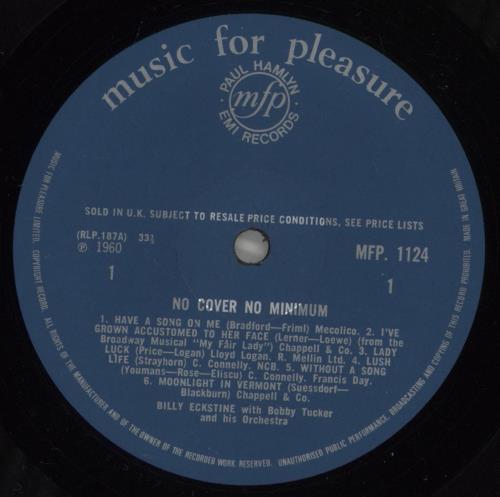 music for pleasure
PAUL HAMLYN
mfp
EMI RECORDS
SOLD IN U.K. SUBJECT TO RESALE PRICE CONDITIONS, SEE PRICE LISTS
(RLP.187A) 33⅓
℗ 1960
MFP. 1124
1
1
NO COVER NO MINIMUM
1. HAVE A SONG ON ME (Bradford—Friml) Mecolico. 2. I'VE
GROWN ACCUSTOMED TO HER FACE (Lerner—Loewe) (from the
Broadway Musical "My Fair Lady") Chappell & Co. 3. LADY
LUCK (Price—Logan) Lloyd Logan. R. Mellin Ltd. 4. LUSH
LIFE (Strayhorn) C. Connelly. NCB. 5. WITHOUT A SONG
(Youmans—Rose—Eliscu) C. Connelly. Francis Day.
6. MOONLIGHT IN VERMONT (Suessdorf—
Blackburn) Chappell & Co.
BILLY ECKSTINE with Bobby Tucker
and his Orchestra
MUSIC FOR PLEASURE LIMITED. COPYRIGHT RECORD. ALL RIGHTS OF THE MANUFACTURER AND OF THE OWNER OF THE RECORDED WORK RESERVED. UNAUTHORISED PUBLIC PERFORMANCE, BROADCASTING AND COPYING OF THIS RECORD PROHIBITED. MADE IN GREAT BRITAIN